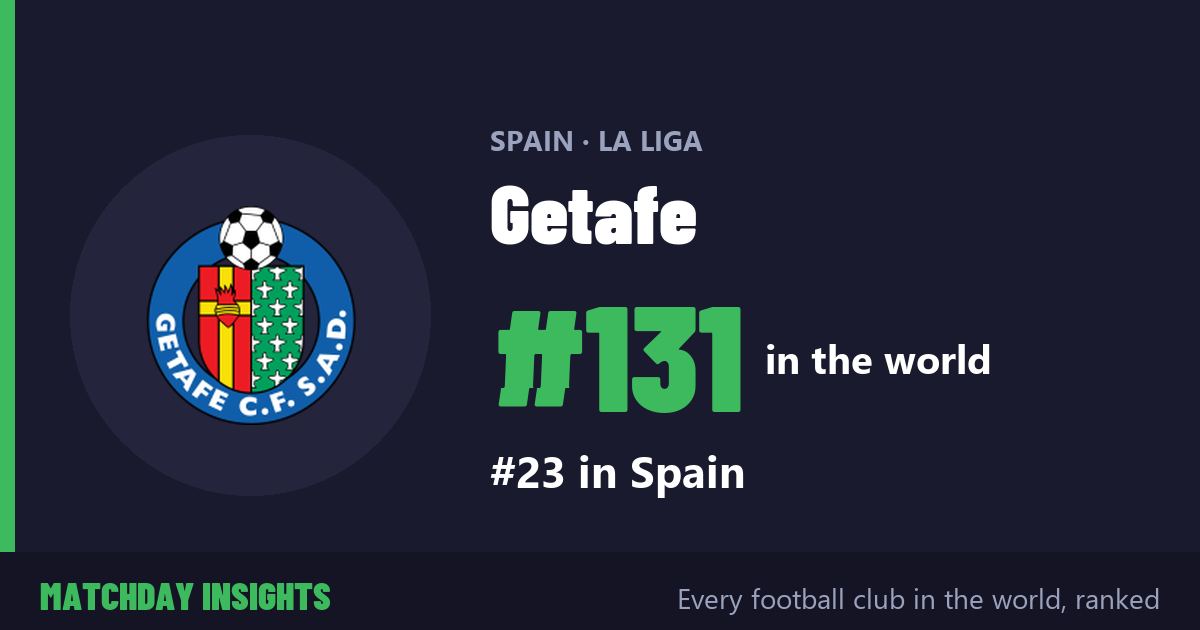 SPAIN · LA LIGA
Getafe
#131 in the world
#23 in Spain
GETAFE C.F. S.A.D.
MATCHDAY INSIGHTS
Every football club in the world, ranked